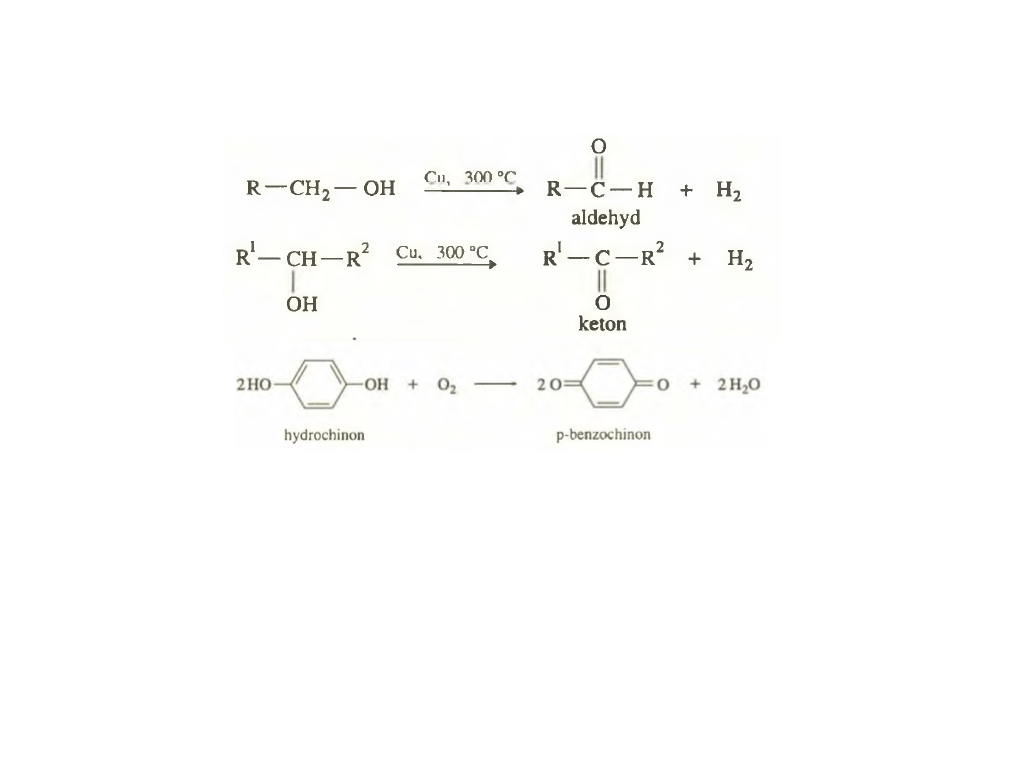 O
R—CH₂—OH Cu, 300 °C R—C—H + H₂
aldehyd
R¹—CH—R² Cu, 300 °C R¹—C—R² + H₂
OH O
keton
2HO OH + O₂ 2O O + 2H₂O
hydrochinon p-benzochinon